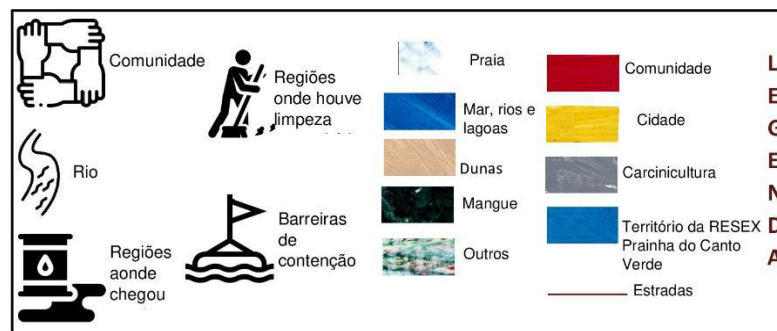 Comunidade
Rio
Regiões
aonde
chegou
Regiões
onde houve
limpeza
Barreiras
de
contenção
Praia
Mar, rios e
lagoas
Dunas
Mangue
Outros
Comunidade
Cidade
Carcinicultura
Território da RESEX
Prainha do Canto
Verde
Estradas
L
E
G
E
N
D
A